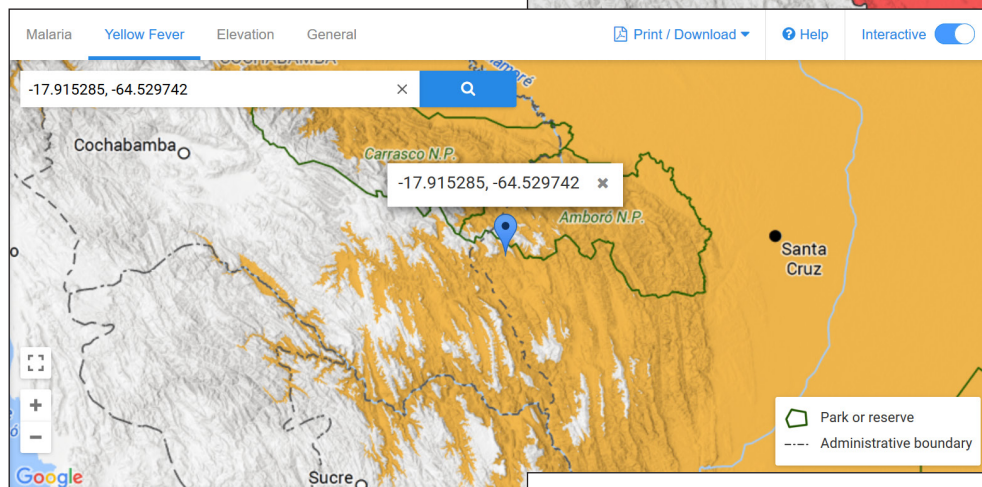 Malaria
Yellow Fever
Elevation
General
Print / Download
Help
Interactive
COCHABAMBA
-17.915285, -64.529742
Cochabamba
Carrasco N.P.
-17.915285, -64.529742
Amboró N.P.
Santa
Cruz
Park or reserve
Administrative boundary
Google
Sucre